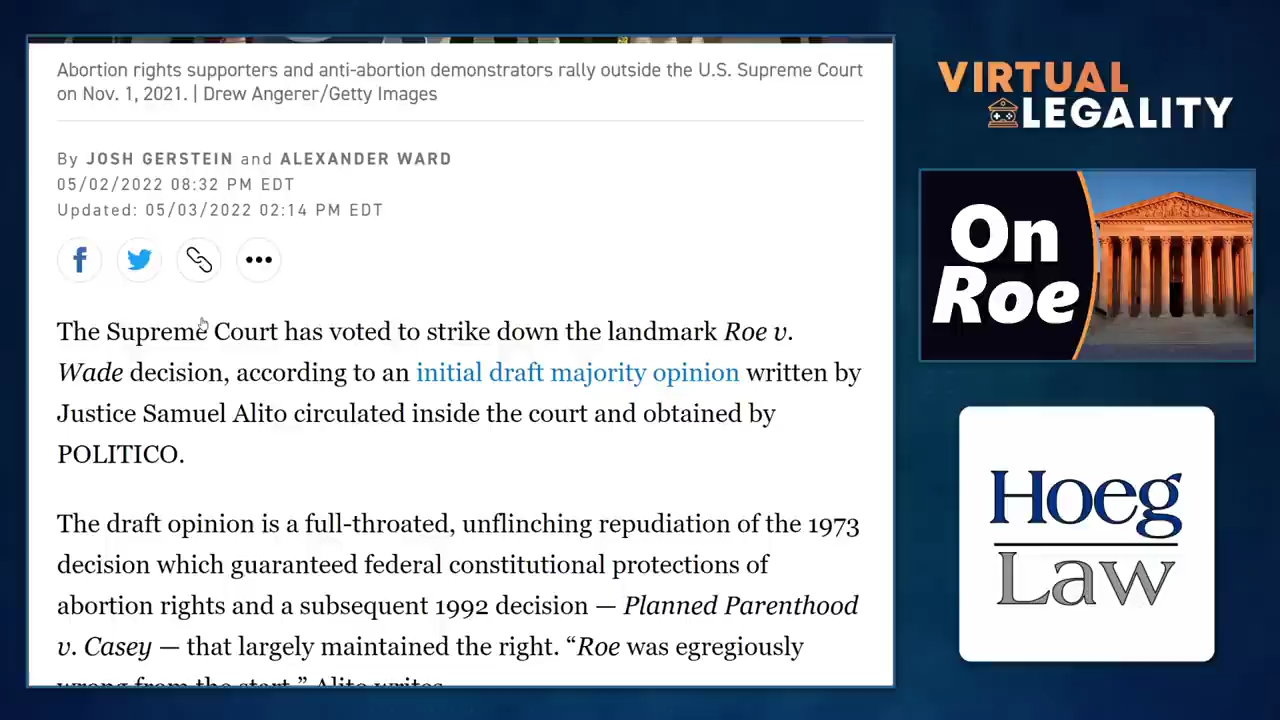 Abortion rights supporters and anti-abortion demonstrators rally outside the U.S. Supreme Court
on Nov. 1, 2021. | Drew Angerer/Getty Images
By JOSH GERSTEIN and ALEXANDER WARD
05/02/2022 08:32 PM EDT
Updated: 05/03/2022 02:14 PM EDT
The Supreme Court has voted to strike down the landmark Roe v.
Wade decision, according to an initial draft majority opinion written by
Justice Samuel Alito circulated inside the court and obtained by
POLITICO.
The draft opinion is a full-throated, unflinching repudiation of the 1973
decision which guaranteed federal constitutional protections of
abortion rights and a subsequent 1992 decision — Planned Parenthood
v. Casey — that largely maintained the right. “Roe was egregiously
wrong from the start,” Alito writes.
VIRTUAL
LEGALITY
On
Roe
Hoeg
Law